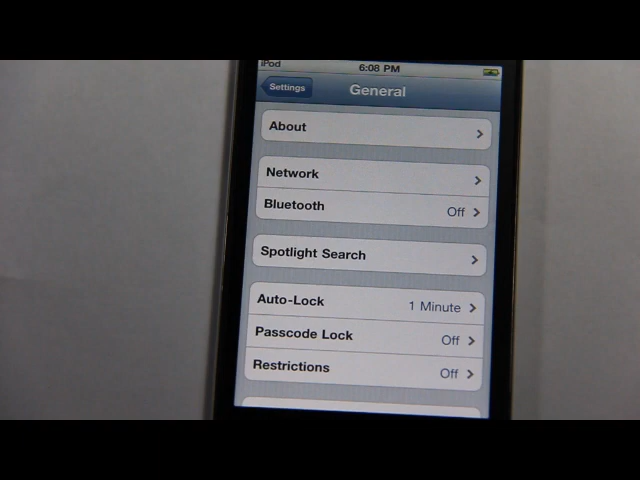 iPod 6:08 PM
Settings General
About
Network
Bluetooth Off
Spotlight Search
Auto-Lock 1 Minute
Passcode Lock Off
Restrictions Off